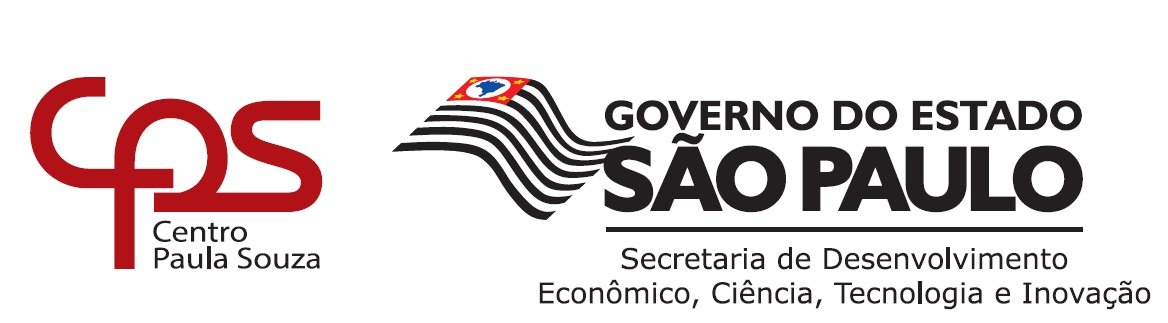 cps
Centro
Paula Souza
GOVERNO DO ESTADO
SÃO PAULO
Secretaria de Desenvolvimento
Econômico, Ciência, Tecnologia e Inovação